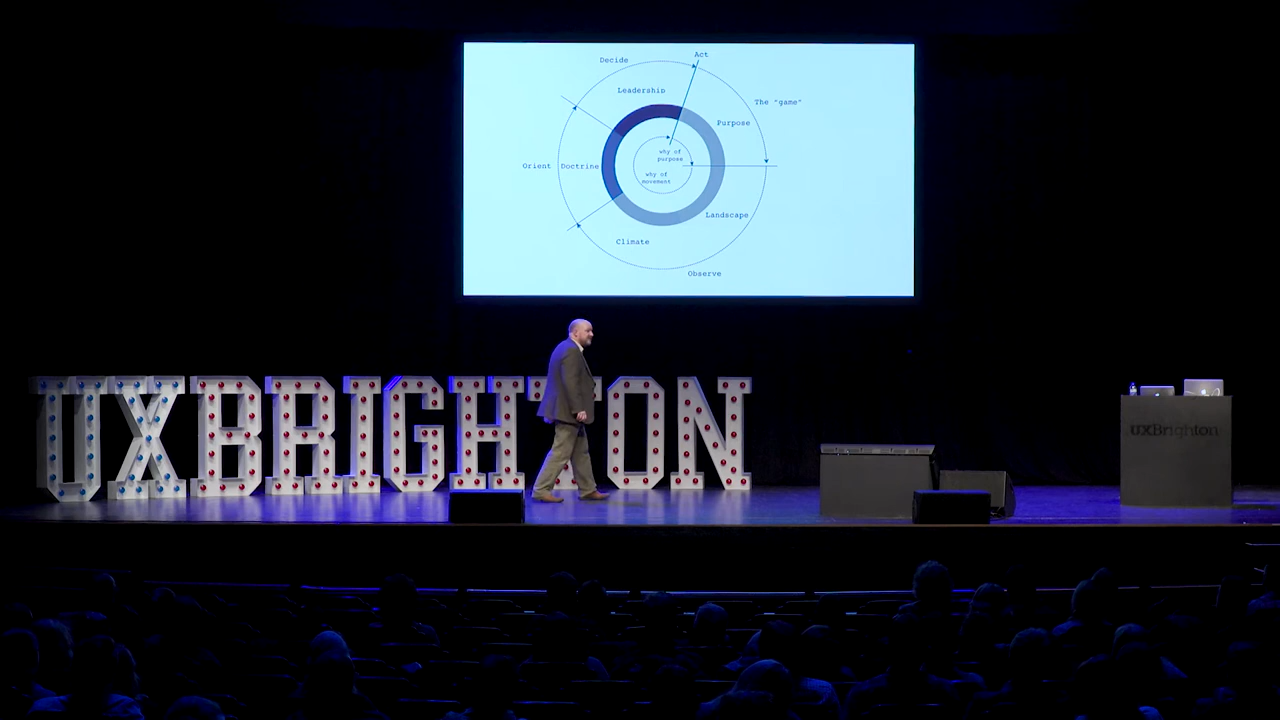 Act
Decide
Leadership
The "game"
Purpose
why of
purpose
Orient
Doctrine
why of
movement
Landscape
Climate
Observe
UXBRIGHTON
UXBrighton